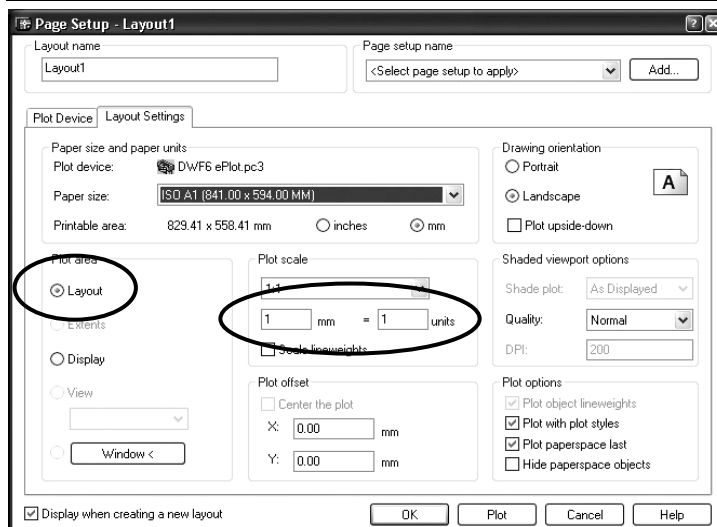 Page Setup - Layout1
Layout name
Page setup name
Layout1
<Select page setup to apply>
Add...
Plot Device
Layout Settings
Paper size and paper units
Plot device:
DWF6 ePlot.pc3
Paper size:
ISO A1 (841.00 x 594.00 MM)
Printable area:
829.41 x 558.41 mm
inches
mm
Drawing orientation
Portrait
Landscape
A
Plot upside-down
Plot area
Layout
Extents
Display
View
Window <
Plot scale
1:1
1 mm = 1 units
Scale lineweights
Plot offset
Center the plot
X: 0.00 mm
Y: 0.00 mm
Shaded viewport options
Shade plot: As Displayed
Quality: Normal
DPI: 200
Plot options
Plot object lineweights
Plot with plot styles
Plot paperspace last
Hide paperspace objects
Display when creating a new layout
OK
Plot
Cancel
Help